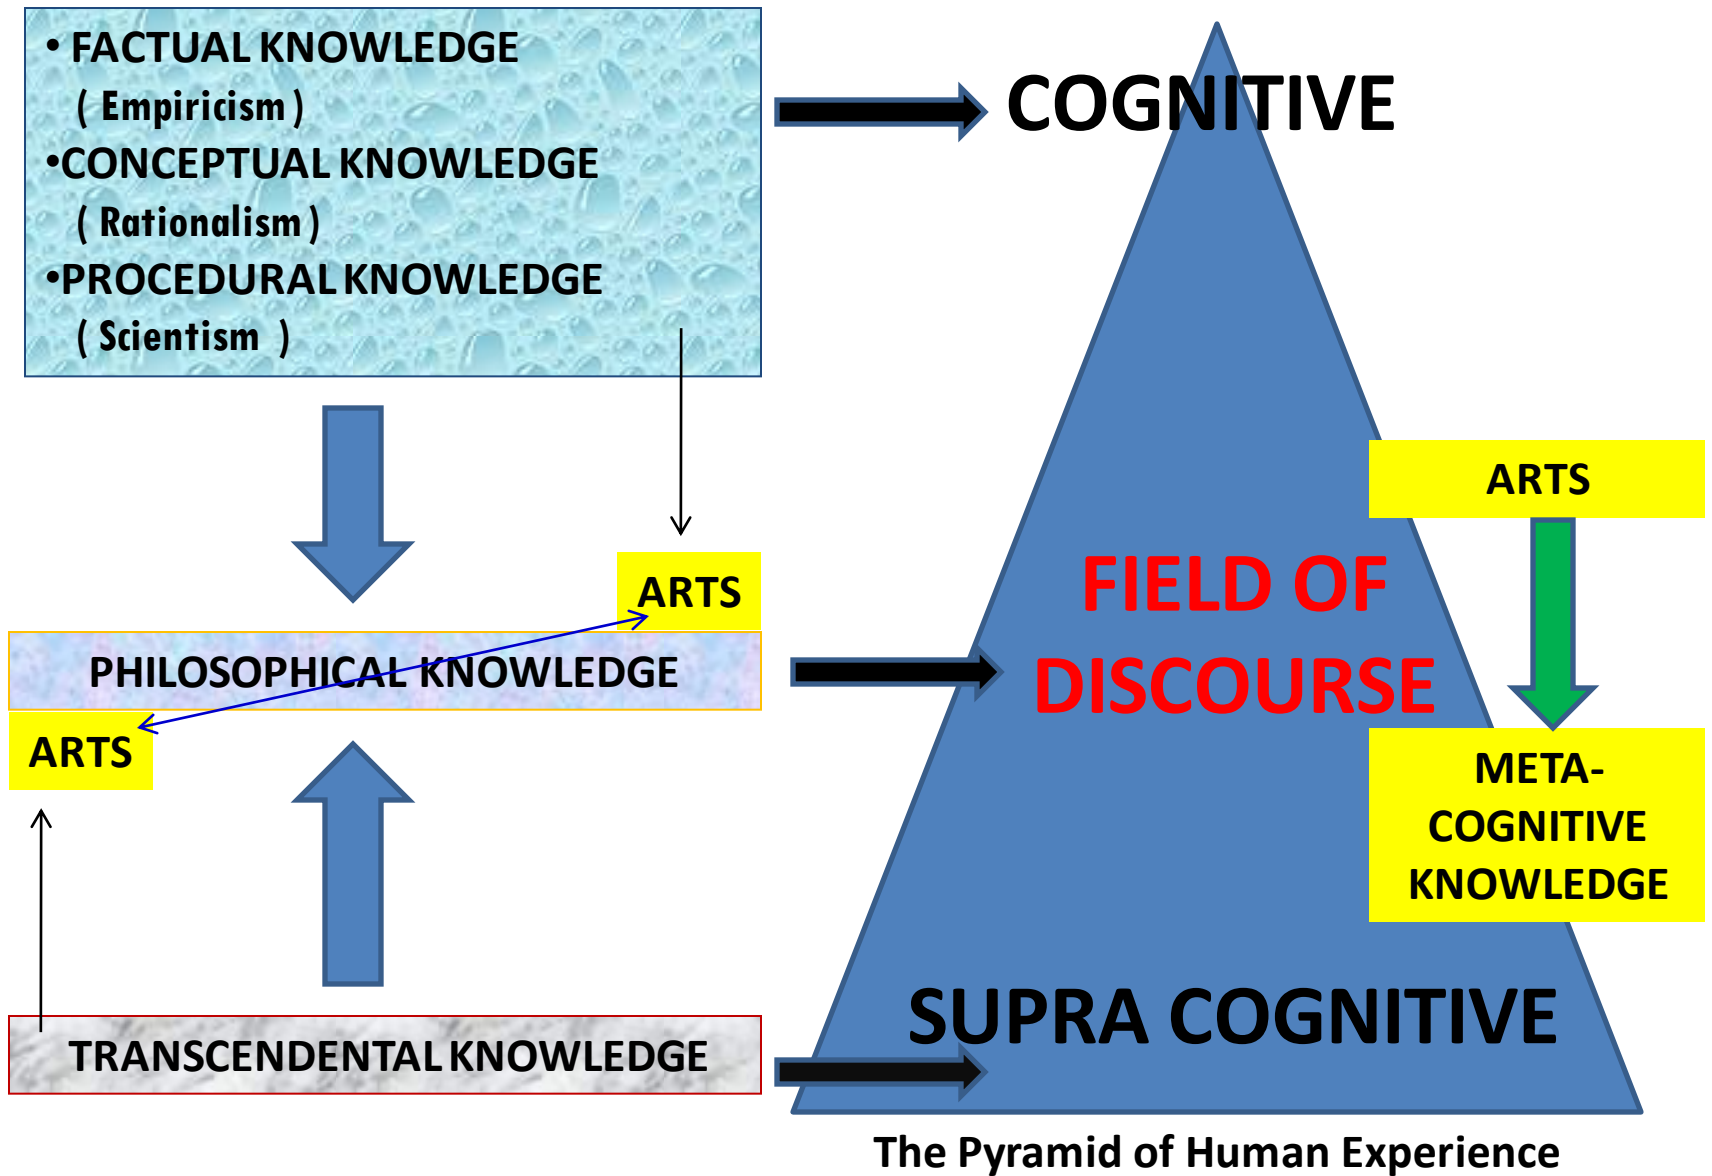 • FACTUAL KNOWLEDGE
( Empiricism )
•CONCEPTUAL KNOWLEDGE
( Rationalism )
•PROCEDURAL KNOWLEDGE
( Scientism )
ARTS
PHILOSOPHICAL KNOWLEDGE
ARTS
TRANSCENDENTAL KNOWLEDGE
COGNITIVE
FIELD OF
DISCOURSE
SUPRA COGNITIVE
ARTS
META-
COGNITIVE
KNOWLEDGE
The Pyramid of Human Experience